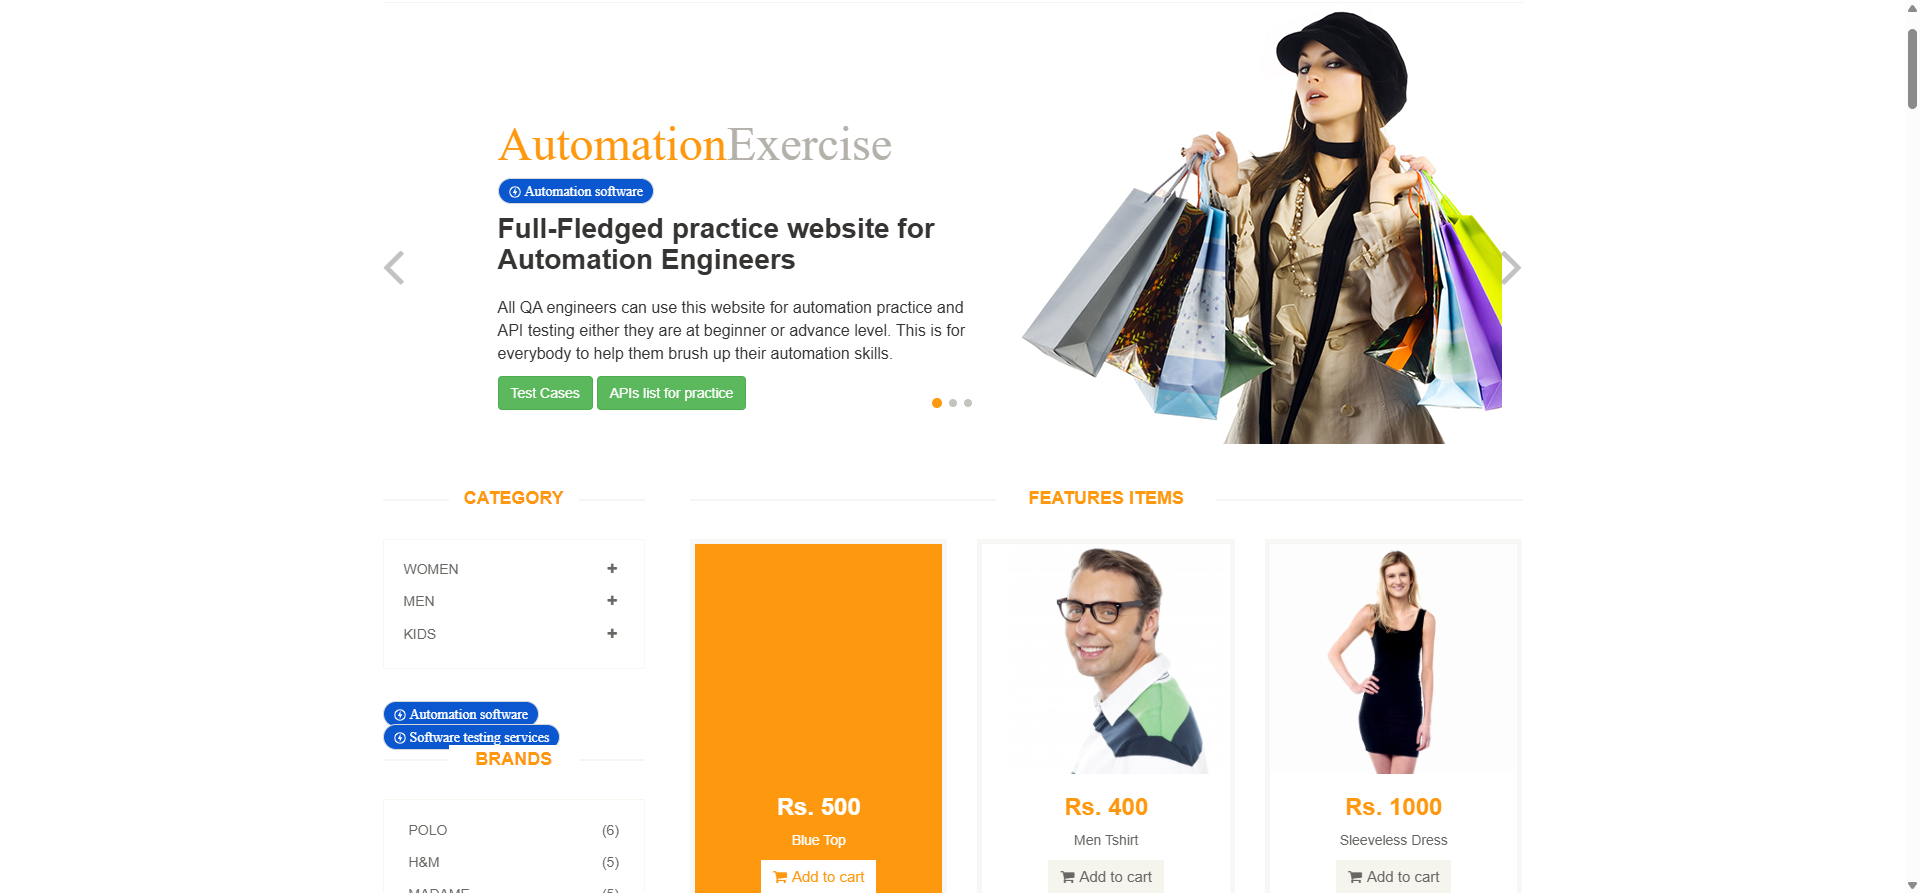 AutomationExercise
Automation software
Full-Fledged practice website for
Automation Engineers
All QA engineers can use this website for automation practice and
API testing either they are at beginner or advance level. This is for
everybody to help them brush up their automation skills.
Test Cases
APIs list for practice
CATEGORY
WOMEN
MEN
KIDS
Automation software
Software testing services
BRANDS
POLO (6)
H&M (5)
MADAME (5)
FEATURES ITEMS
Rs. 500
Blue Top
Add to cart
Rs. 400
Men Tshirt
Add to cart
Rs. 1000
Sleeveless Dress
Add to cart